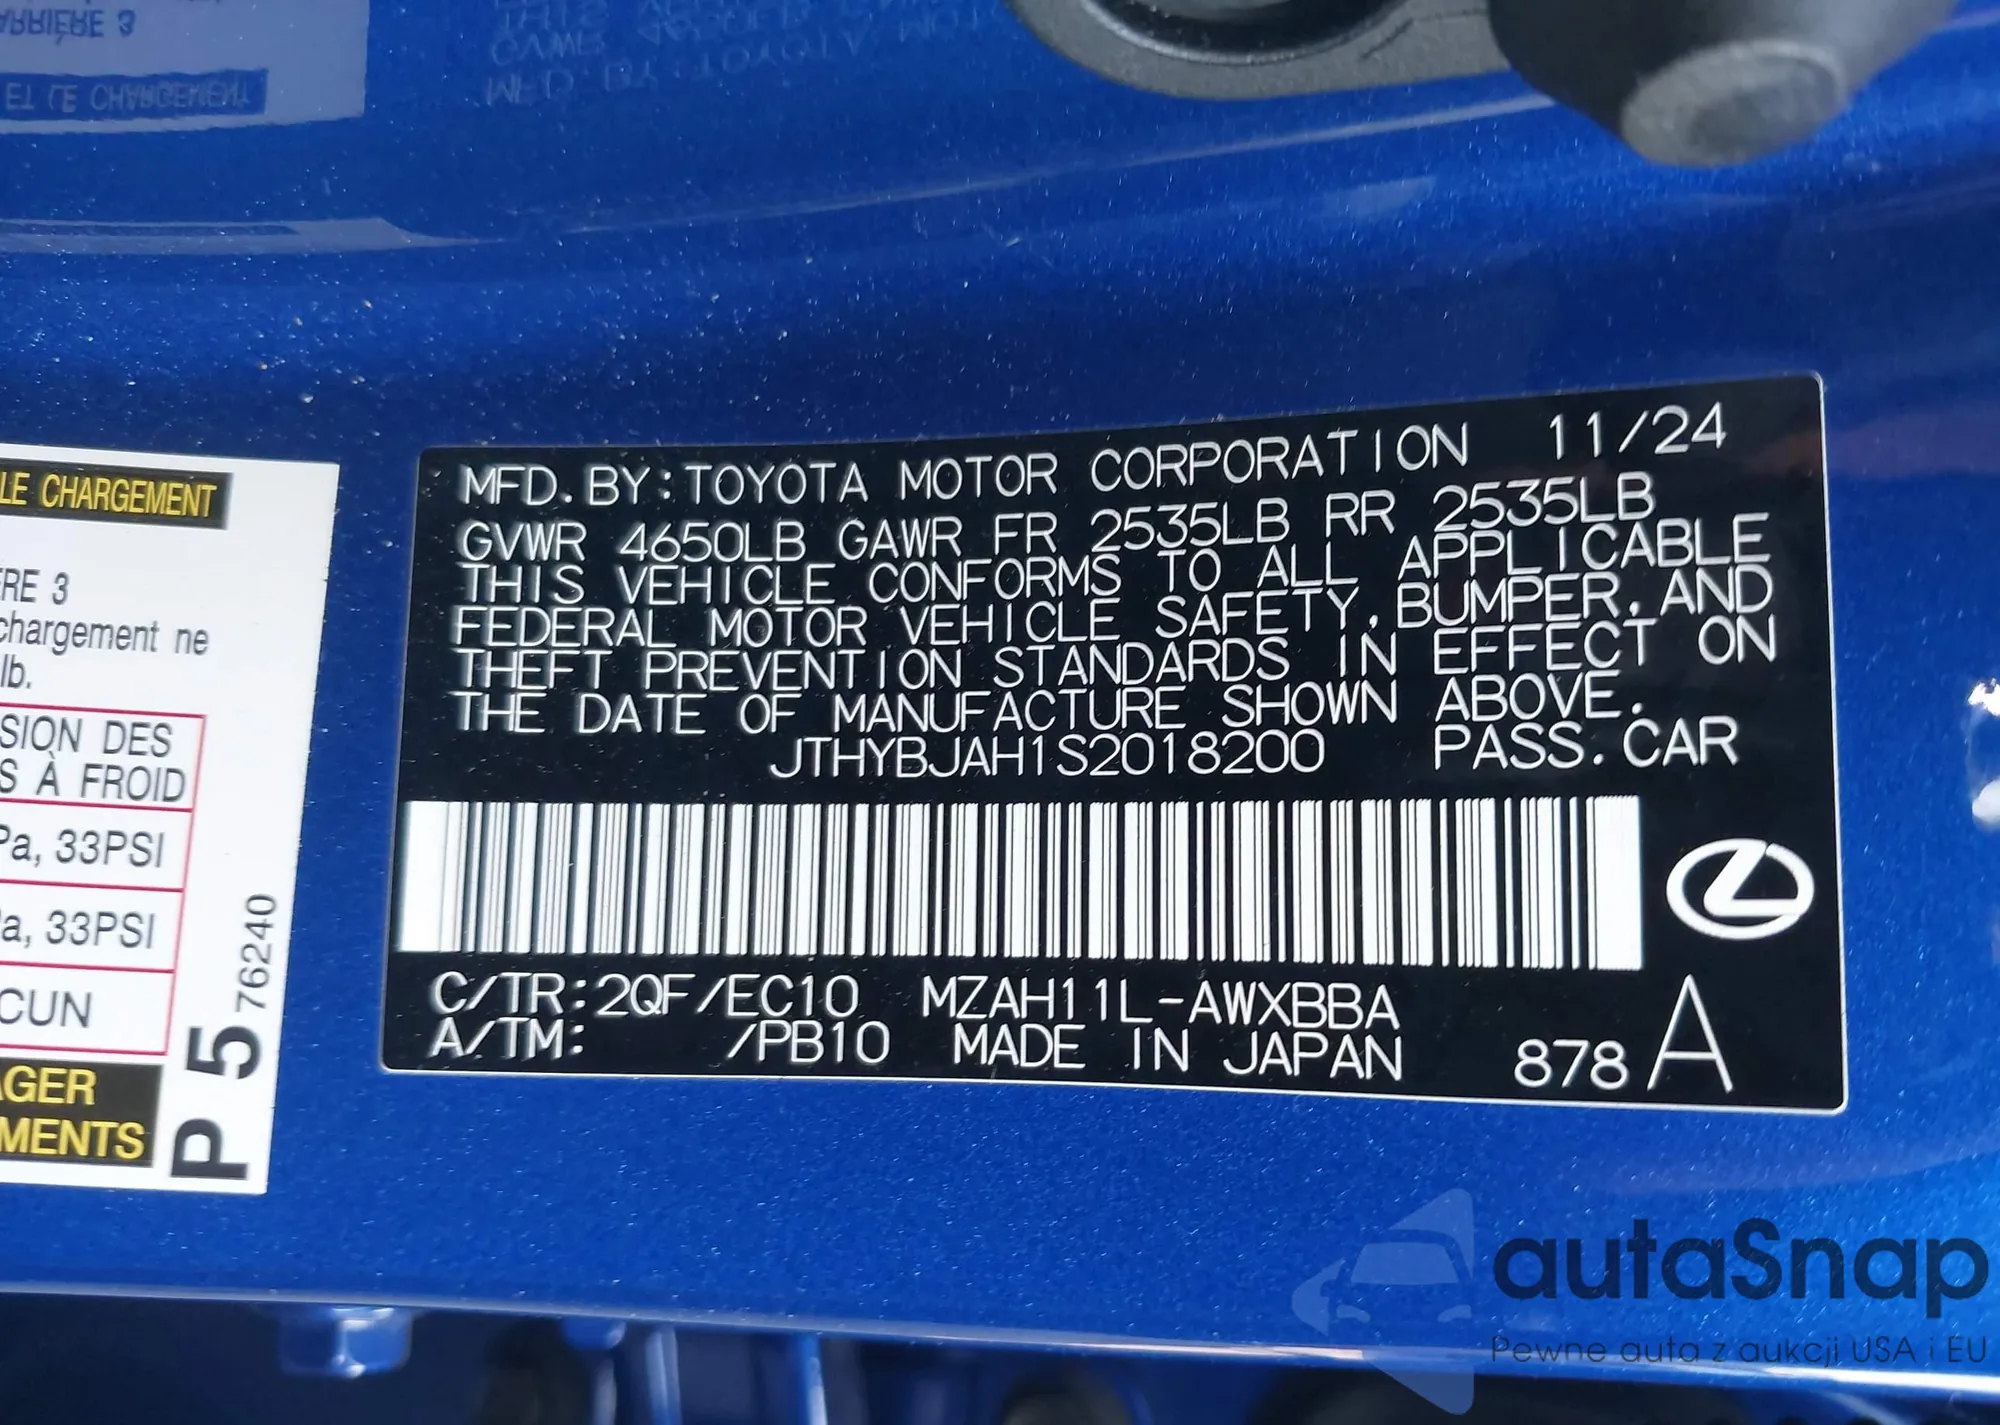 LE CHARGEMENT
ÈRE 3
chargement ne
lb.
SION DES
S À FROID
Pa, 33PSI
a, 33PSI
CUN
AGER
MENTS
P 5 76240
MFD. BY: TOYOTA MOTOR CORPORATION 11/24
GVWR 4650LB GAWR FR 2535LB RR 2535LB
THIS VEHICLE CONFORMS TO ALL APPLICABLE
FEDERAL MOTOR VEHICLE SAFETY, BUMPER, AND
THEFT PREVENTION STANDARDS IN EFFECT ON
THE DATE OF MANUFACTURE SHOWN ABOVE.
JTHYBJAH1S2018200 PASS. CAR
C/TR: 2QF/EC10 MZAH11L-AWXBBA
A/TM: /PB10 MADE IN JAPAN 878 A
autaSnap
Pewne auta z aukcji USA i EU